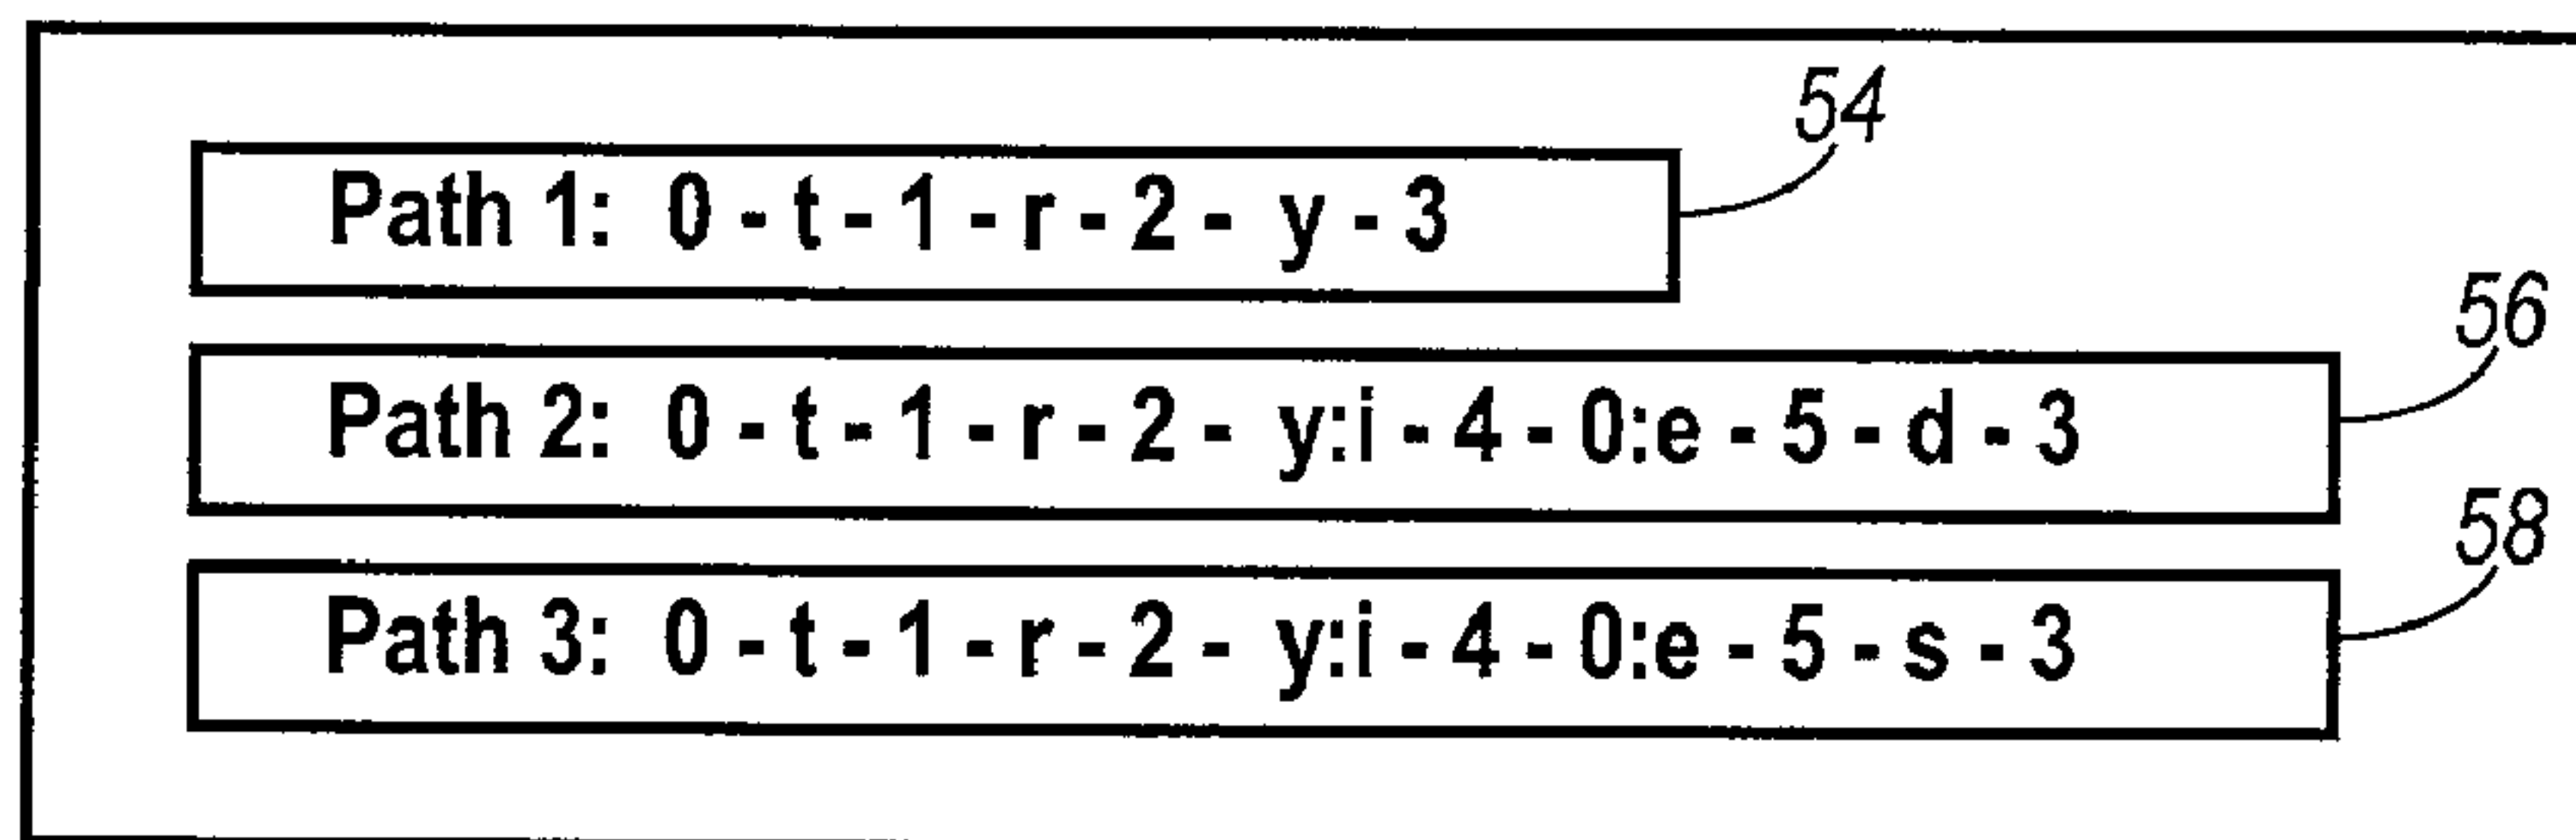 54
Path 1: 0 - t - 1 - r - 2 - y - 3
56
Path 2: 0 - t - 1 - r - 2 - y:i - 4 - 0:e - 5 - d - 3
58
Path 3: 0 - t - 1 - r - 2 - y:i - 4 - 0:e - 5 - s - 3